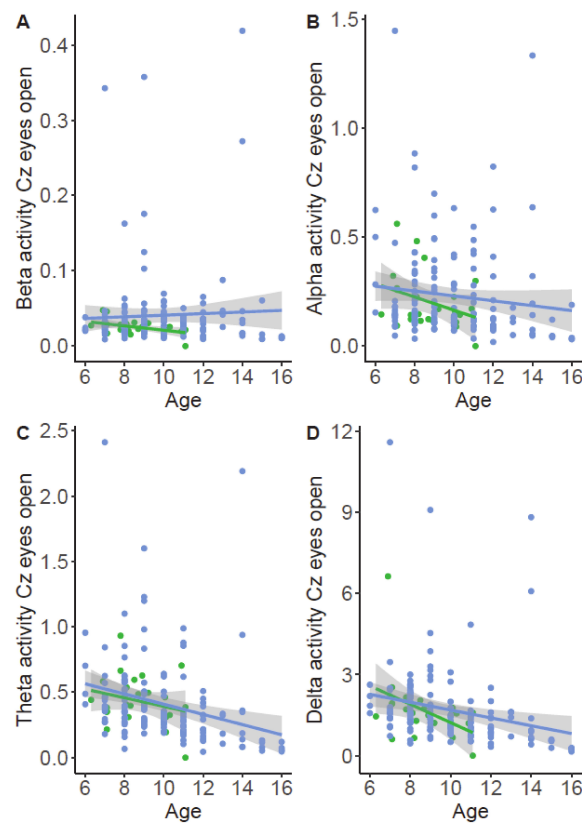 A
Beta activity Cz eyes open
0.4
0.3
0.2
0.1
0.0
6 8 10 12 14 16
Age
B
Alpha activity Cz eyes open
1.5
1.0
0.5
0.0
6 8 10 12 14 16
Age
C
Theta activity Cz eyes open
2.5
2.0
1.5
1.0
0.5
0.0
6 8 10 12 14 16
Age
D
Delta activity Cz eyes open
12
9
6
3
0
6 8 10 12 14 16
Age